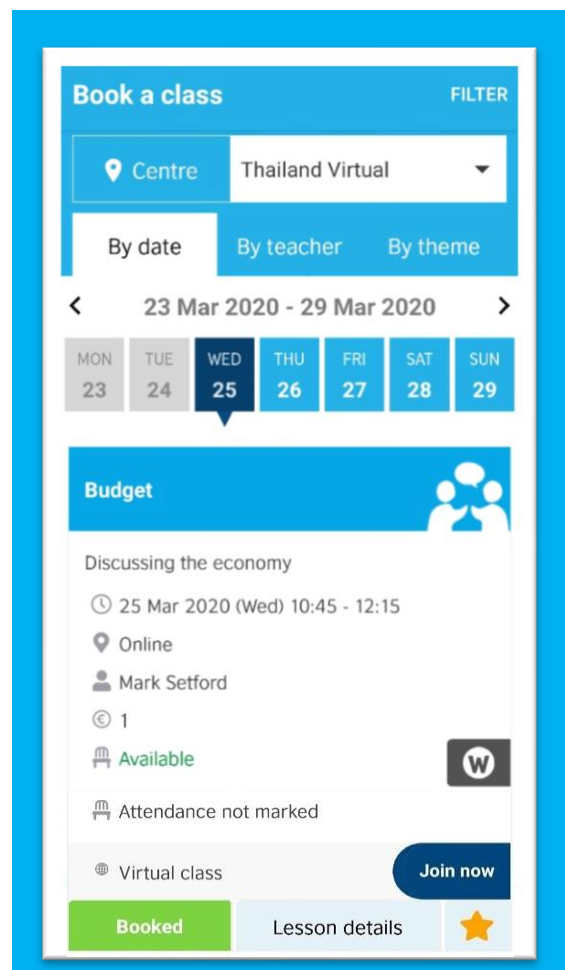 Book a class FILTER
Centre Thailand Virtual
By date By teacher By theme
23 Mar 2020 - 29 Mar 2020
MON TUE WED THU FRI SAT SUN
23 24 25 26 27 28 29
Budget
Discussing the economy
25 Mar 2020 (Wed) 10:45 - 12:15
Online
Mark Setford
€ 1
Available
W
Attendance not marked
Virtual class Join now
Booked Lesson details